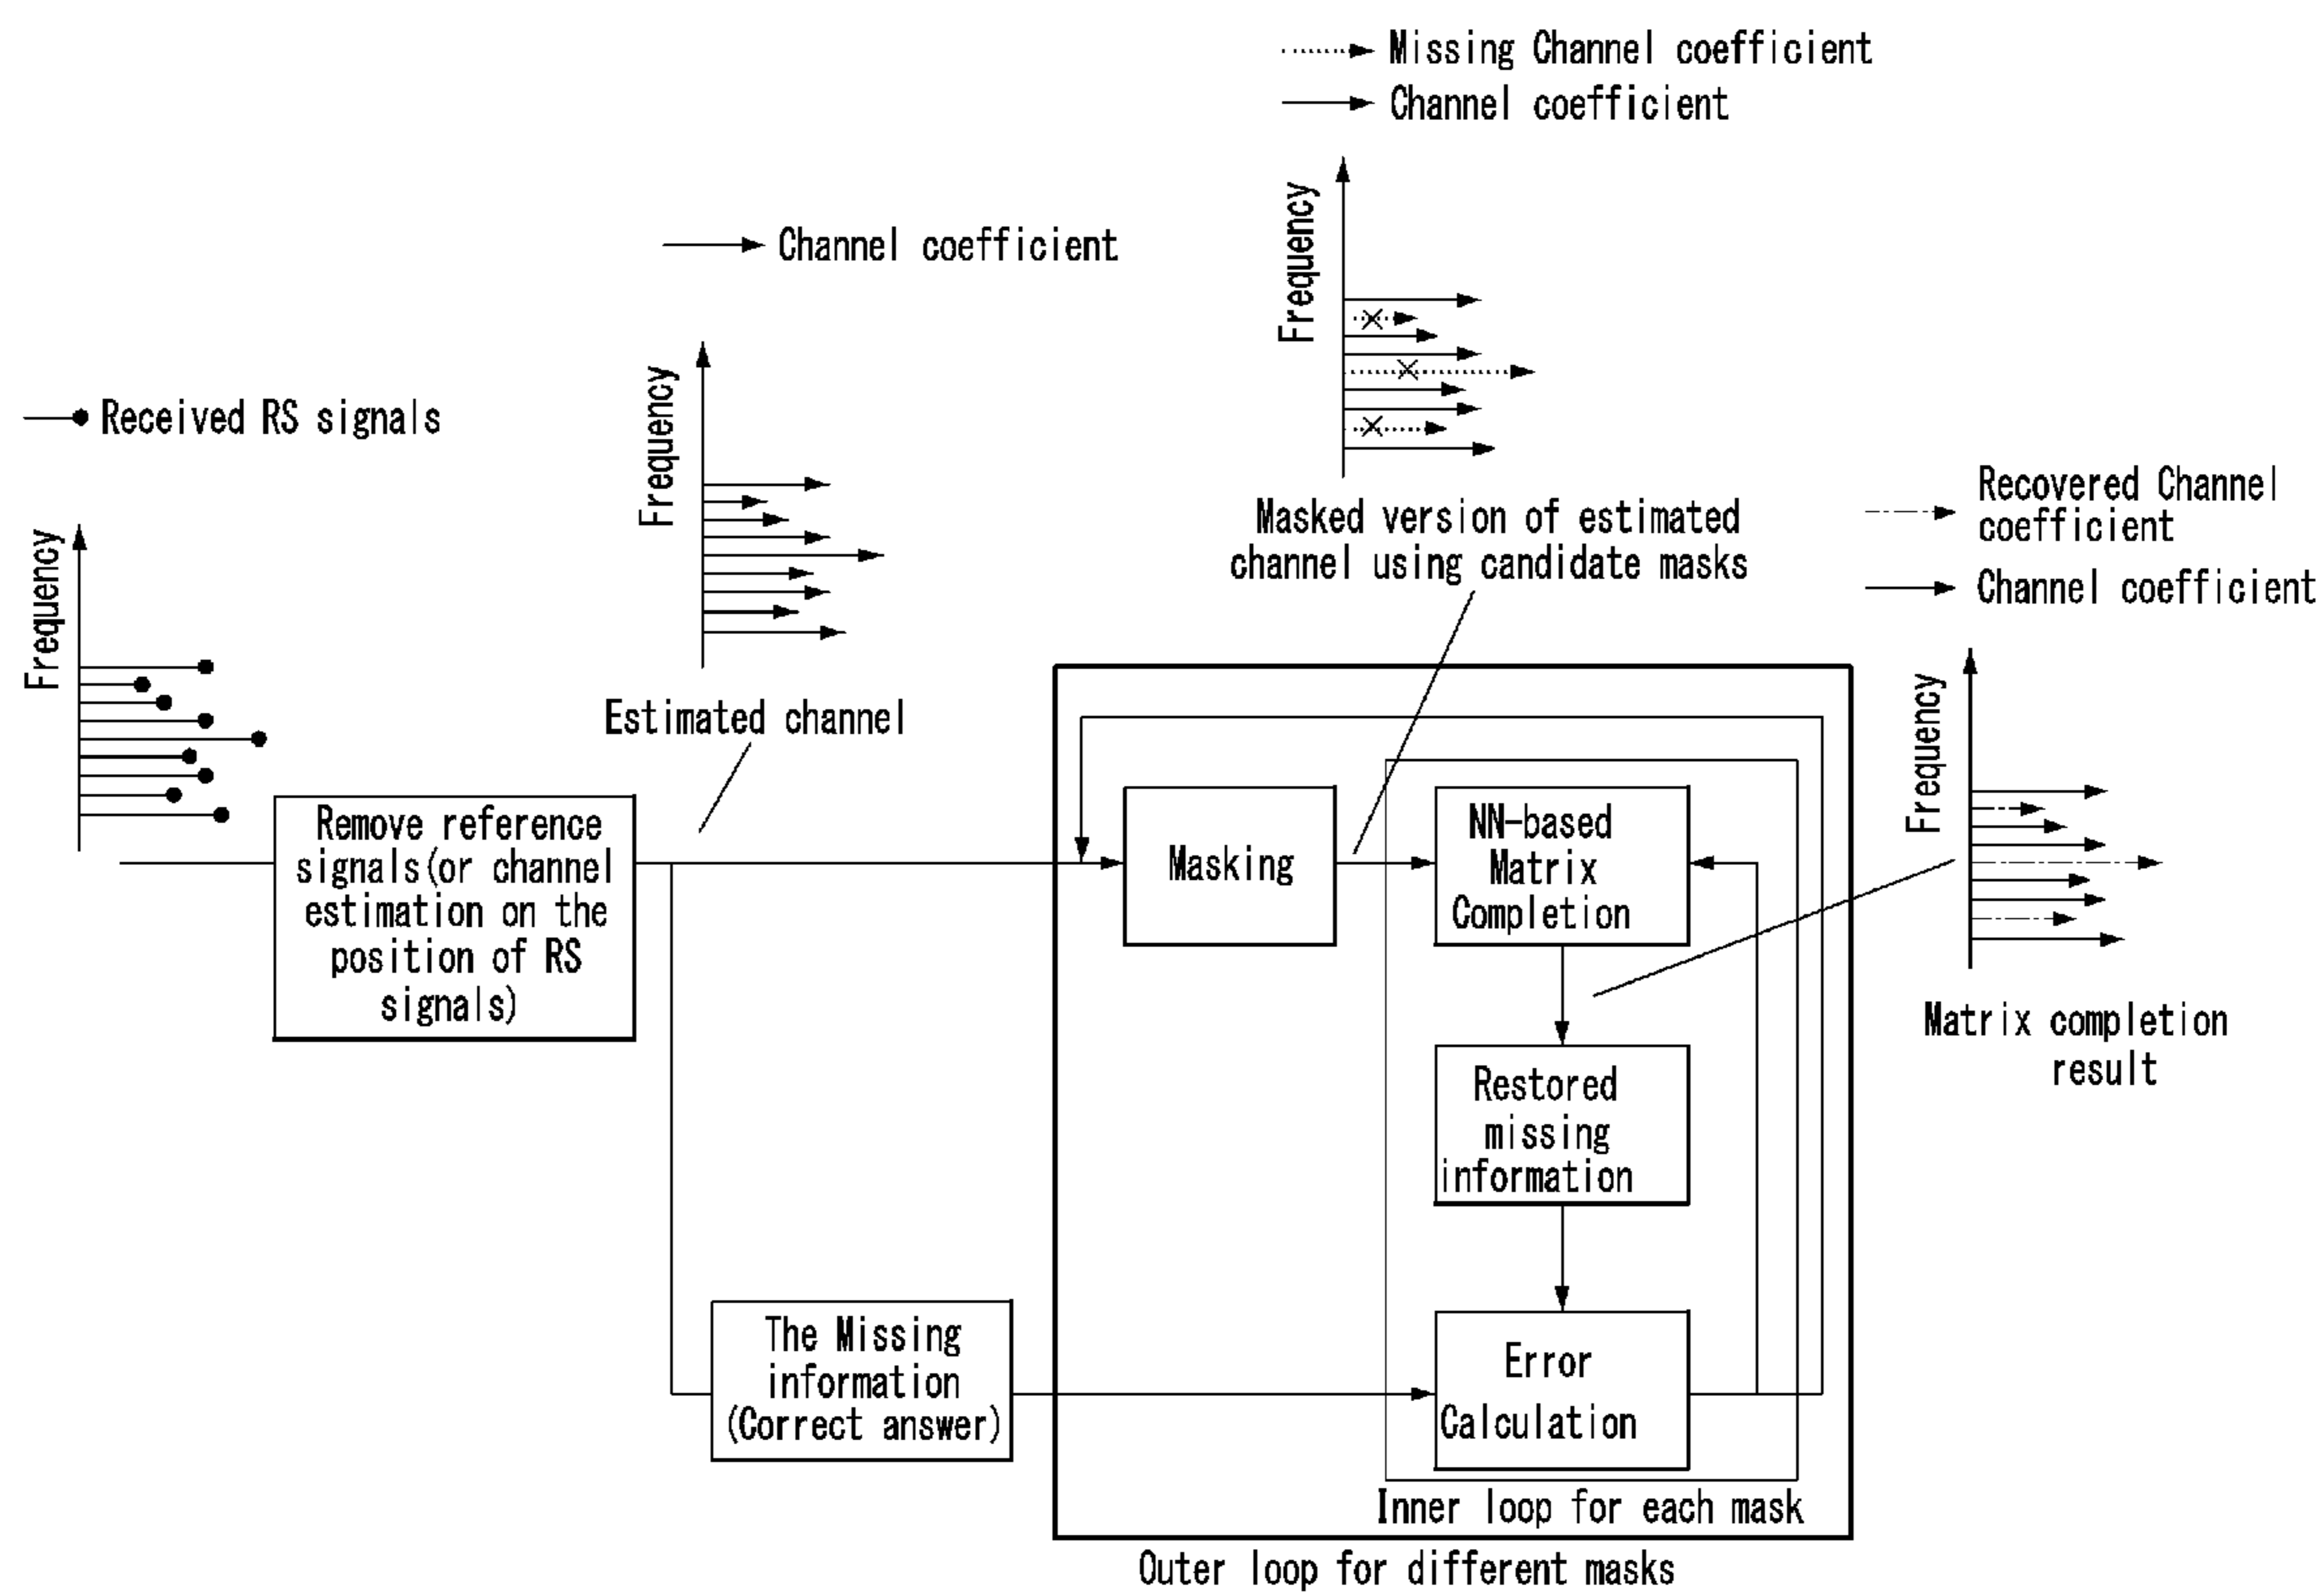 Missing Channel coefficient
Channel coefficient
Frequency
Channel coefficient
Frequency
Received RS signals
Frequency
Masked version of estimated
channel using candidate masks
Recovered Channel
coefficient
Channel coefficient
Frequency
Estimated channel
Remove reference
signals(or channel
estimation on the
position of RS
signals)
Masking
NN-based
Matrix
Completion
Matrix completion
result
Restored
missing
information
The Missing
information
(Correct answer)
Error
Calculation
Inner loop for each mask
Outer loop for different masks